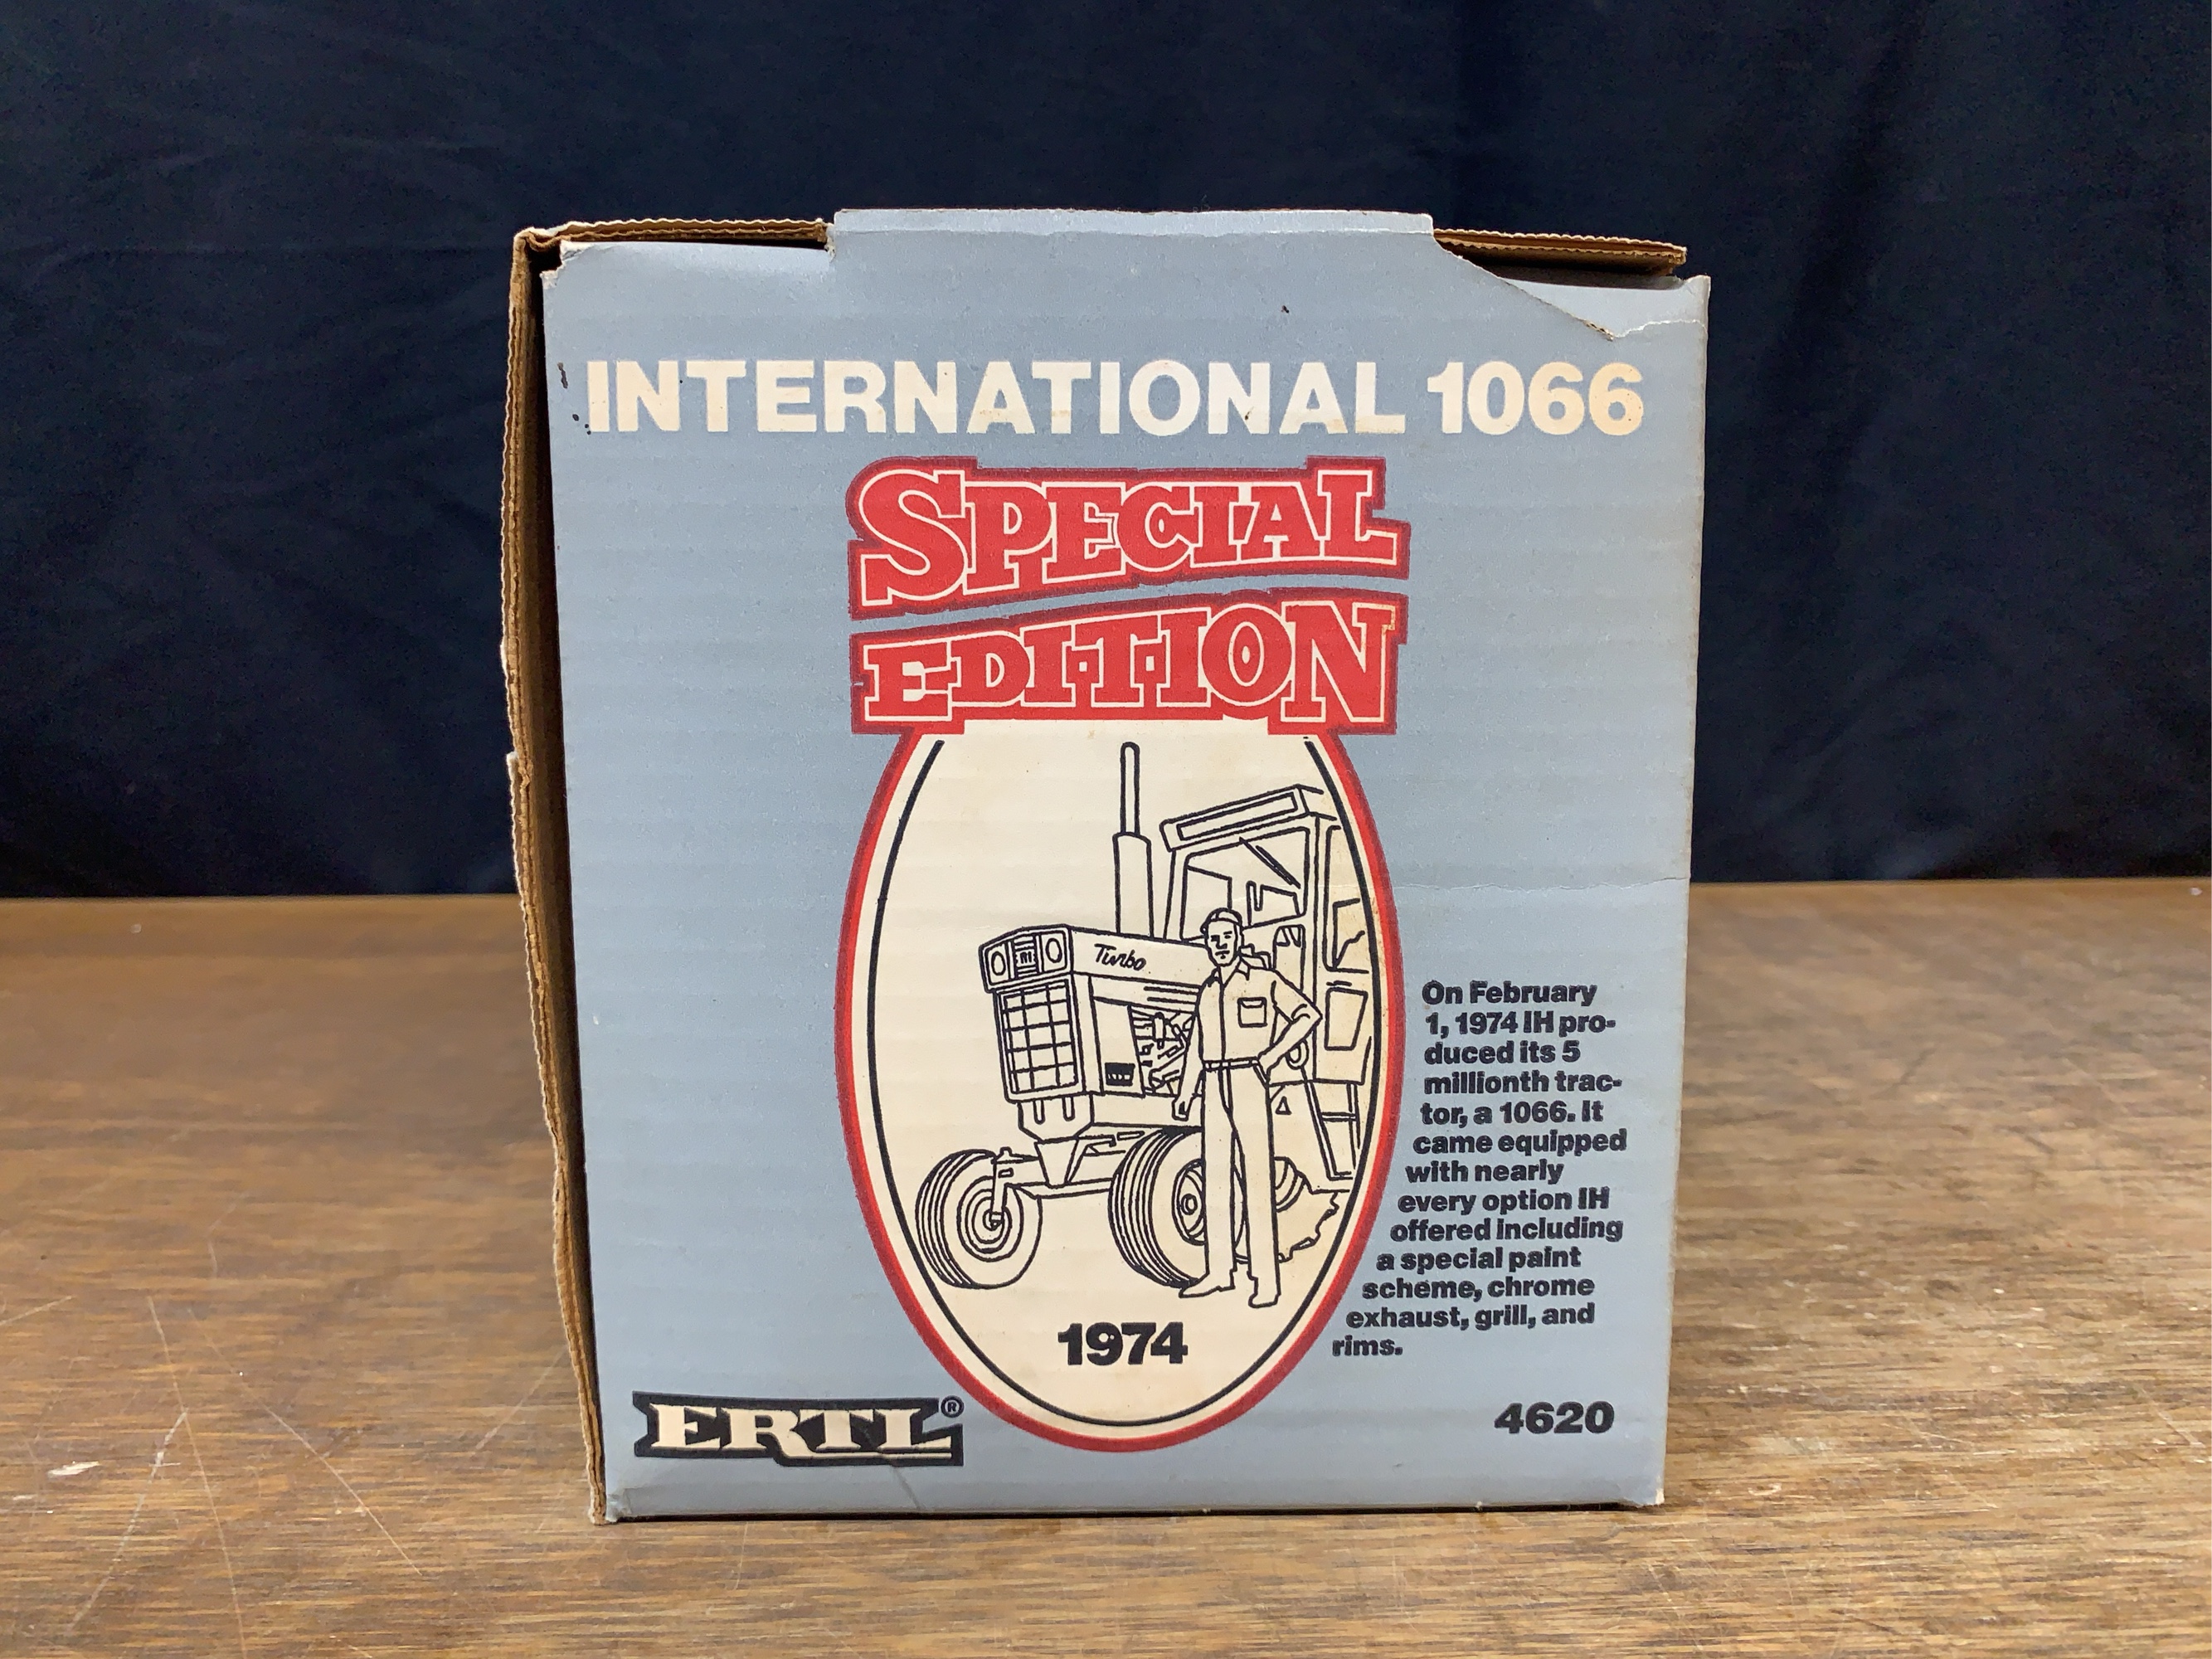 INTERNATIONAL 1066
SPECIAL
EDITION
Turbo
On February
1, 1974 IH pro-
duced its 5
millionth trac-
tor, a 1066. It
came equipped
with nearly
every option IH
offered including
a special paint
scheme, chrome
exhaust, grill, and
rims.
1974
ERTL®
4620